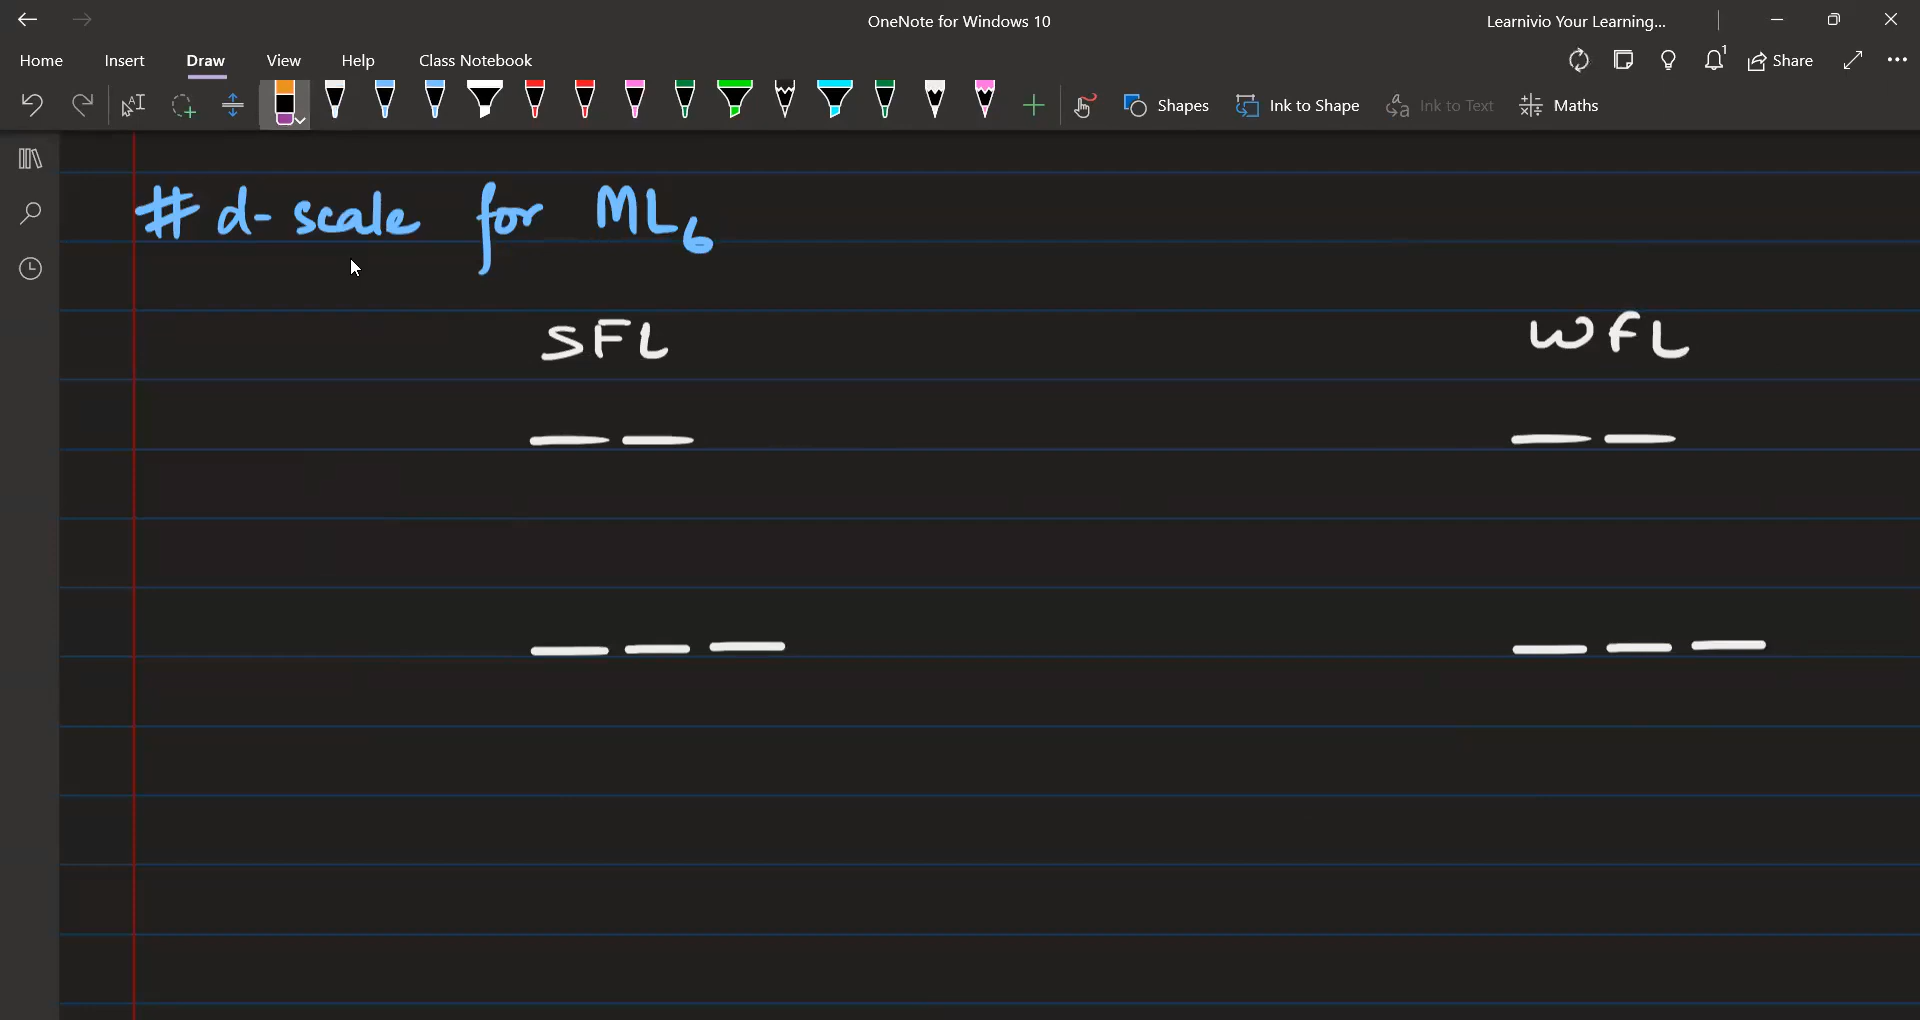 OneNote for Windows 10
Learnivio Your Learning...
Home Insert Draw View Help Class Notebook
1 Share
Shapes Ink to Shape Ink to Text Maths
# d-scale for ML6
SFL WFL